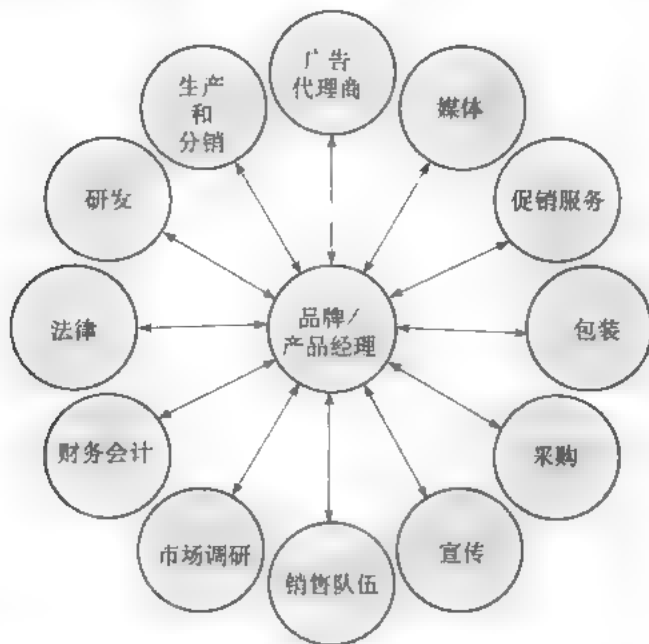 广告
代理商
媒体
促销服务
包装
采购
宣传
销售队伍
市场调研
财务会计
法律
研发
生产
和
分销
品牌/
产品经理